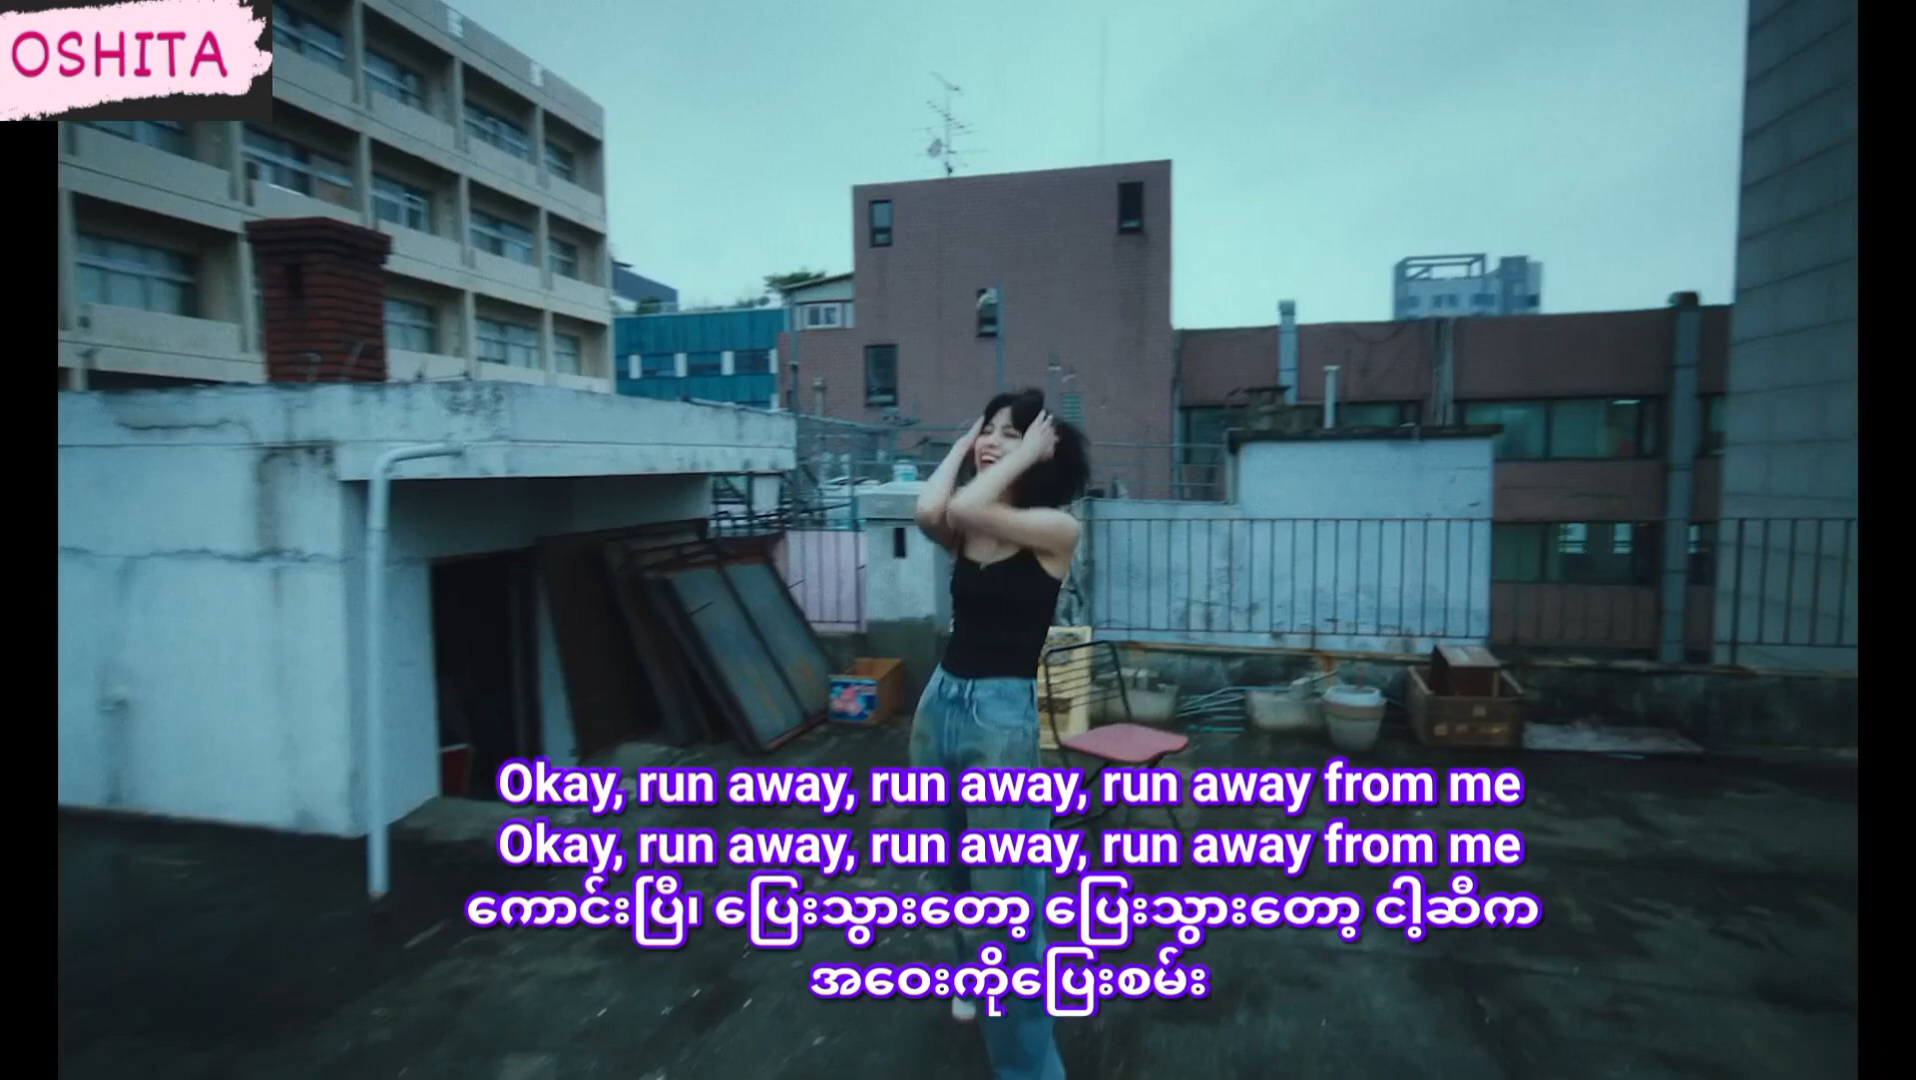 OSHITA
Okay, run away, run away, run away from me
Okay, run away, run away, run away from me
ကောင်းပြီ၊ ပြေးသွားတော့ ပြေးသွားတော့ ငါ့ဆီက
အဝေးကိုပြေးစမ်း